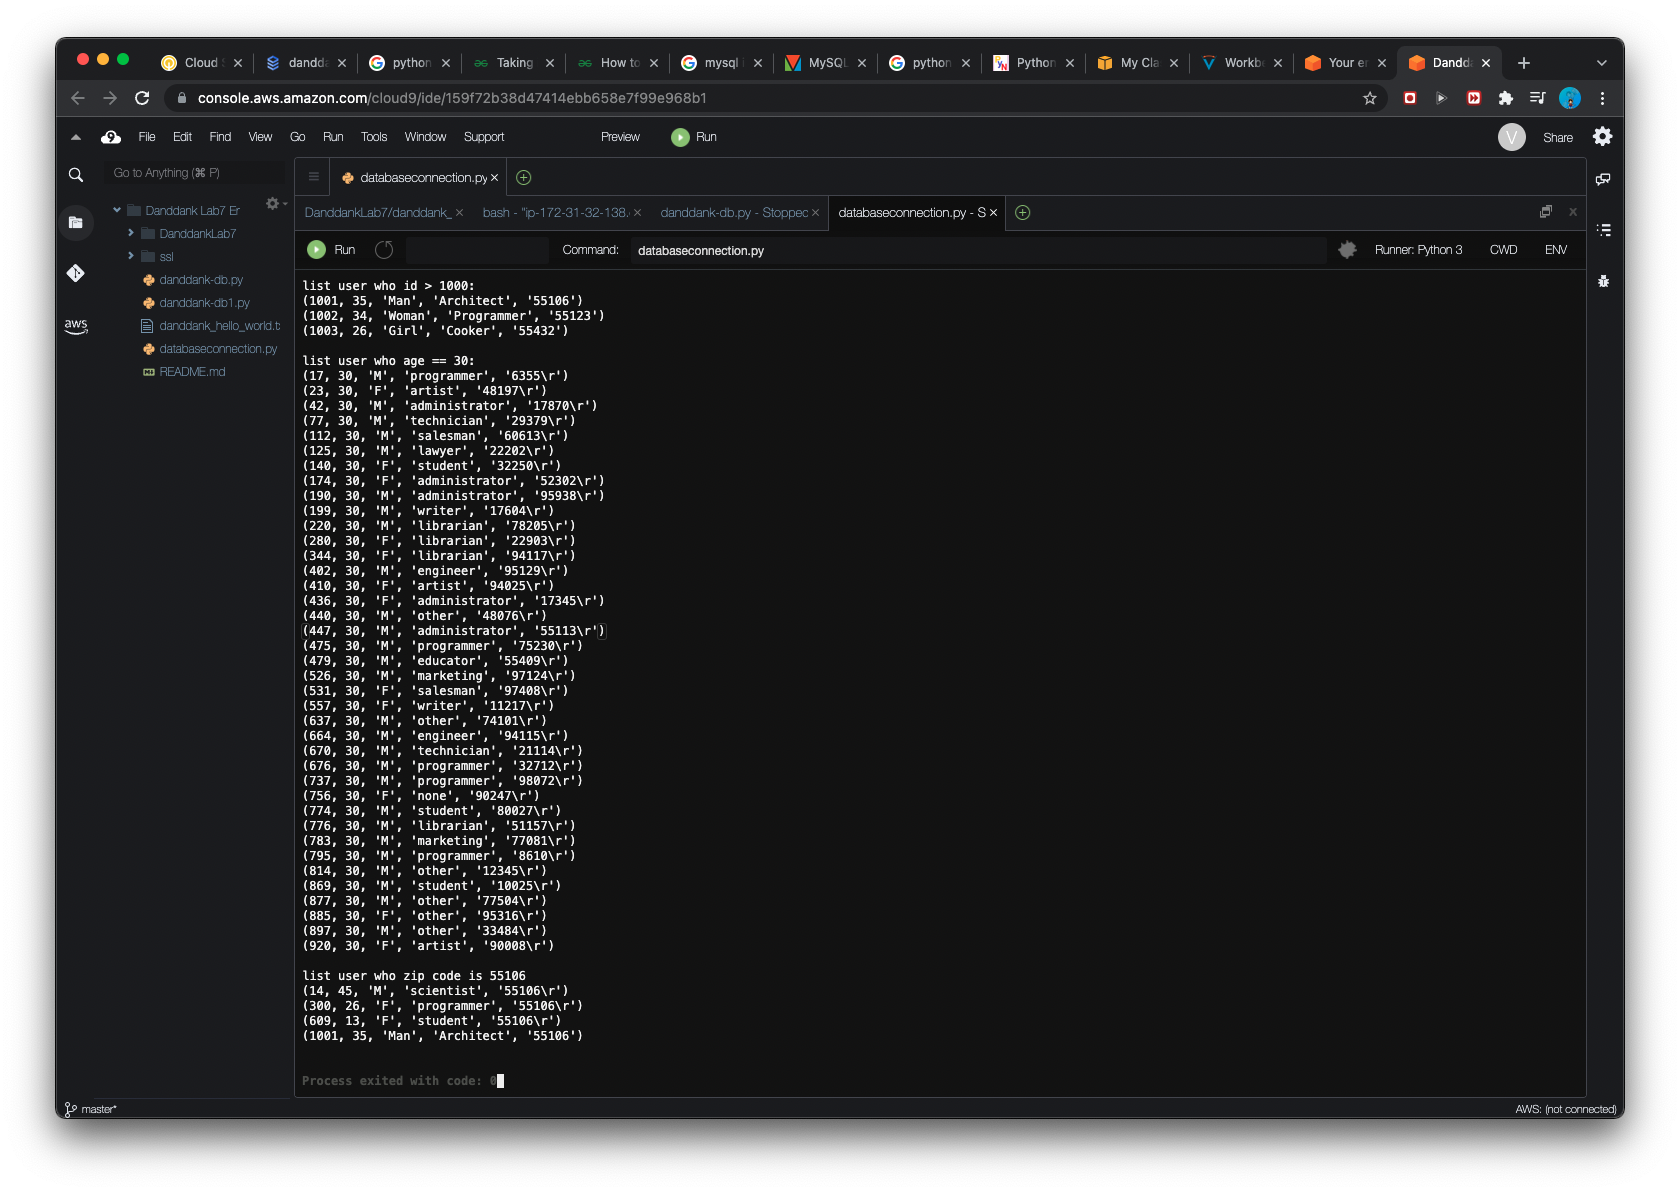 Cloud
dandda
python
Taking
How to
mysql
MySQL
python
Python
My Cla
Workbe
Your e
Dandda
console.aws.amazon.com/cloud9/ide/159f72b38d47414ebb658e7f99e968b1
File Edit Find View Go Run Tools Window Support Preview Run V Share
Go to Anything (⌘ P)
databaseconnection.py
Danddank Lab7 Er
DanddankLab7
ssl
danddank-db.py
danddank-db1.py
danddank_hello_world.t
databaseconnection.py
README.md
aws
DanddankLab7/danddank_
bash - "ip-172-31-32-138.
danddank-db.py - Stopped
databaseconnection.py - S
Run
Command:
databaseconnection.py
Runner: Python 3
CWD
ENV
list user who id > 1000:
(1001, 35, 'Man', 'Architect', '55106')
(1002, 34, 'Woman', 'Programmer', '55123')
(1003, 26, 'Girl', 'Cooker', '55432')
list user who age == 30:
(17, 30, 'M', 'programmer', '6355\r')
(23, 30, 'F', 'artist', '48197\r')
(42, 30, 'M', 'administrator', '17870\r')
(77, 30, 'M', 'technician', '29379\r')
(112, 30, 'M', 'salesman', '60613\r')
(125, 30, 'M', 'lawyer', '22202\r')
(140, 30, 'F', 'student', '32250\r')
(174, 30, 'F', 'administrator', '52302\r')
(190, 30, 'M', 'administrator', '95938\r')
(199, 30, 'M', 'writer', '17604\r')
(220, 30, 'M', 'librarian', '78205\r')
(280, 30, 'F', 'librarian', '22903\r')
(344, 30, 'F', 'librarian', '94117\r')
(402, 30, 'M', 'engineer', '95129\r')
(410, 30, 'F', 'artist', '94025\r')
(436, 30, 'F', 'administrator', '17345\r')
(440, 30, 'M', 'other', '48076\r')
(447, 30, 'M', 'administrator', '55113\r')
(475, 30, 'M', 'programmer', '75230\r')
(479, 30, 'M', 'educator', '55409\r')
(526, 30, 'M', 'marketing', '97124\r')
(531, 30, 'F', 'salesman', '97408\r')
(557, 30, 'F', 'writer', '11217\r')
(637, 30, 'M', 'other', '74101\r')
(664, 30, 'M', 'engineer', '94115\r')
(670, 30, 'M', 'technician', '21114\r')
(676, 30, 'M', 'programmer', '32712\r')
(737, 30, 'M', 'programmer', '98072\r')
(756, 30, 'F', 'none', '90247\r')
(774, 30, 'M', 'student', '80027\r')
(776, 30, 'M', 'librarian', '51157\r')
(783, 30, 'M', 'marketing', '77081\r')
(795, 30, 'M', 'programmer', '8610\r')
(814, 30, 'M', 'other', '12345\r')
(869, 30, 'M', 'student', '10025\r')
(877, 30, 'M', 'other', '77504\r')
(885, 30, 'F', 'other', '95316\r')
(897, 30, 'M', 'other', '33484\r')
(920, 30, 'F', 'artist', '90008\r')
list user who zip code is 55106
(14, 45, 'M', 'scientist', '55106\r')
(300, 26, 'F', 'programmer', '55106\r')
(609, 13, 'F', 'student', '55106\r')
(1001, 35, 'Man', 'Architect', '55106')
Process exited with code: 0
master*
AWS: (not connected)